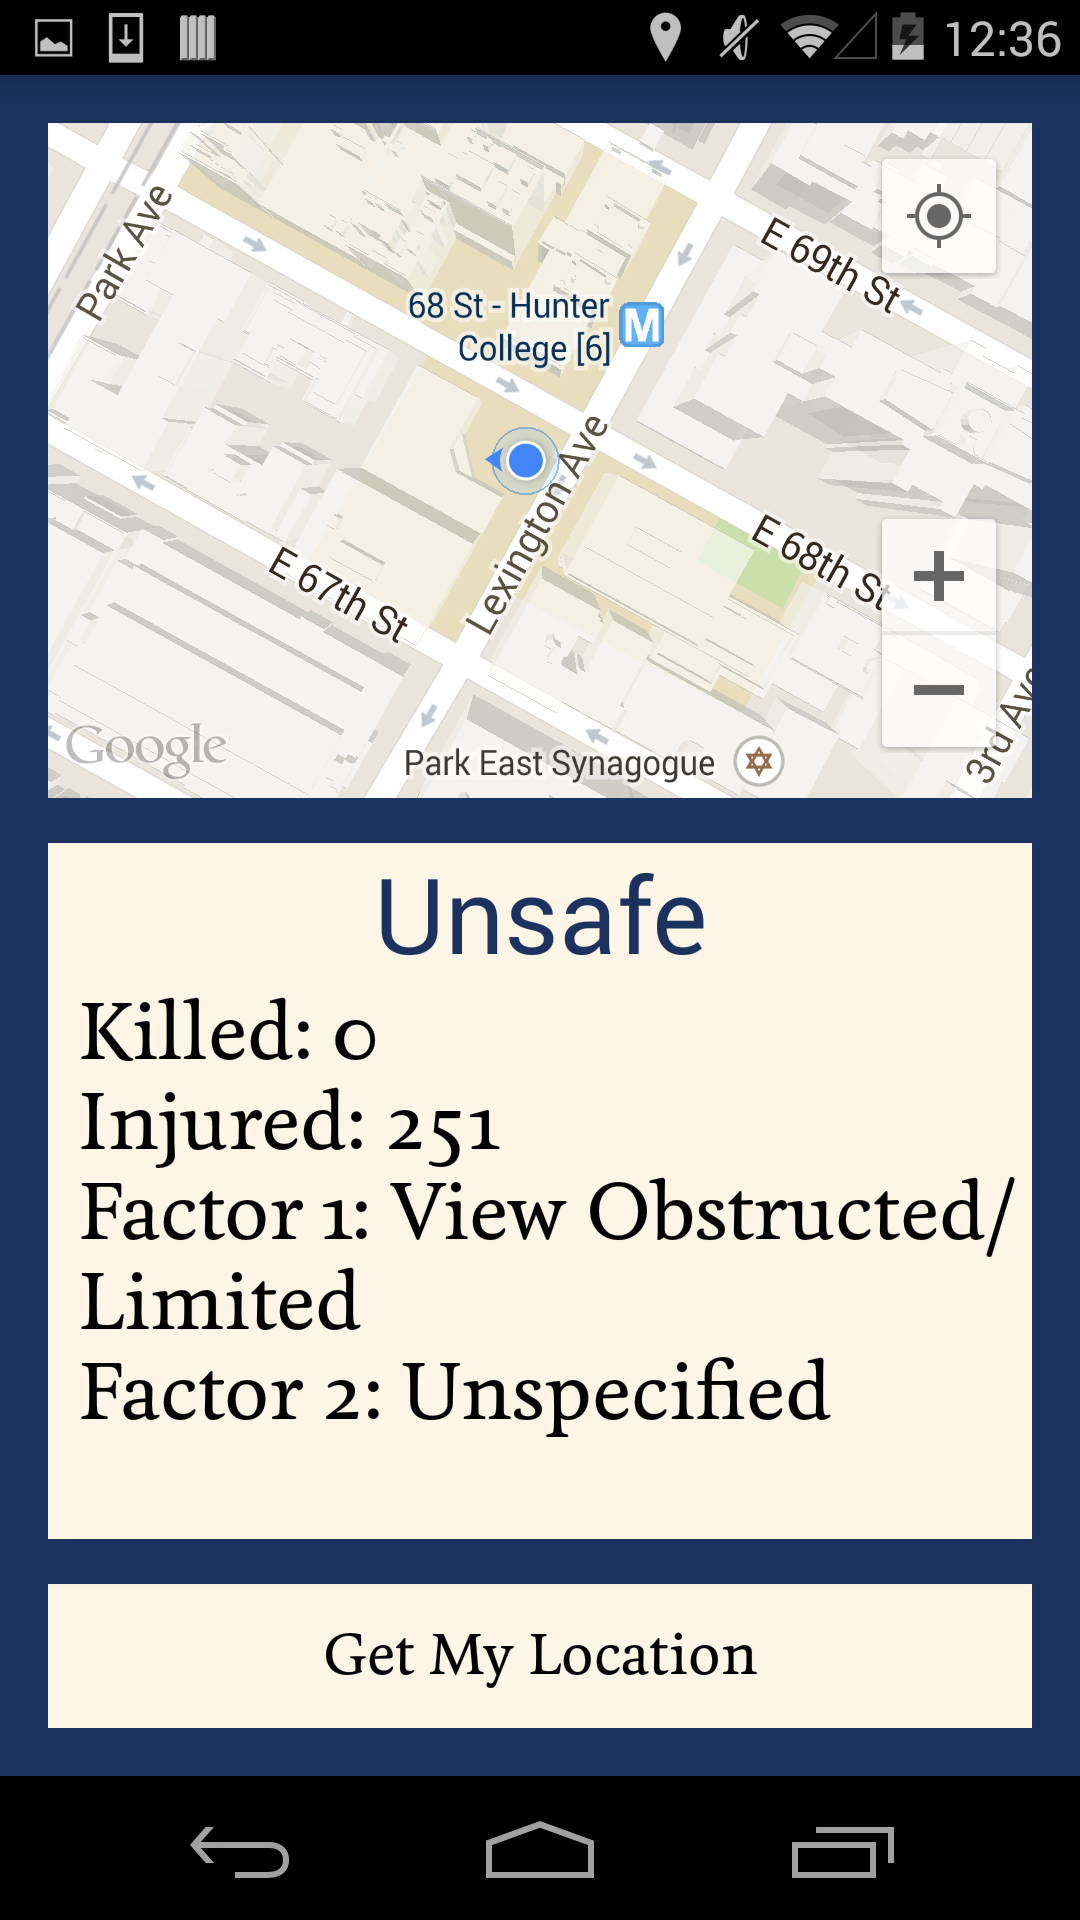 12:36
Park Ave
E 69th St
68 St - Hunter
College [6]
M
Lexington Ave
E 68th St
E 67th St
Google
Park East Synagogue
3rd Ave
Unsafe
Killed: 0
Injured: 251
Factor 1: View Obstructed/
Limited
Factor 2: Unspecified
Get My Location